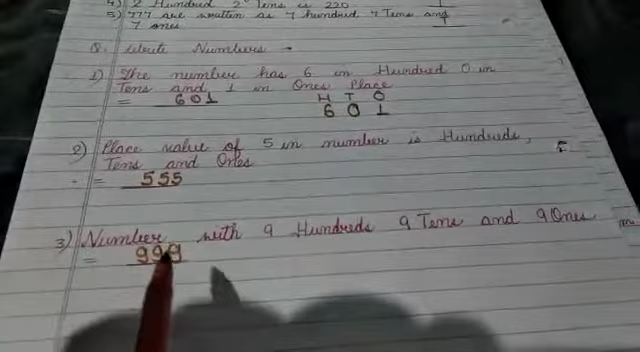 4) 2 Hundred 2 Tens is 220
5) 777 are written as 7 hundred 7 Tens and
7 ones
Q. Write Numbers -
1) The number has 6 in Hundred 0 in
Tens and 1 in Ones Place
= 601
H T O
6 0 1
2) Place value of 5 in number is Hundreds,
Tens and Ones
= 555
3) Number with 9 Hundreds 9 Tens and 9 Ones
= 999